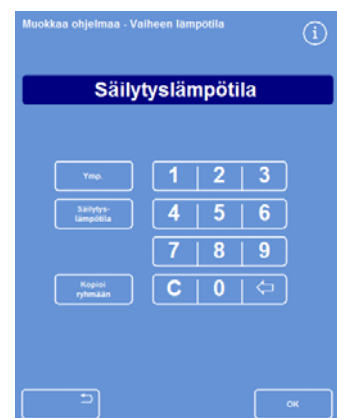 Muokkaa ohjelmaa - Vaiheen lämpötila
i
Säilytyslämpötila
Ymp.
1 2 3
Säilytys-
lämpötila
4 5 6
7 8 9
Kopioi
ryhmään
C 0
OK